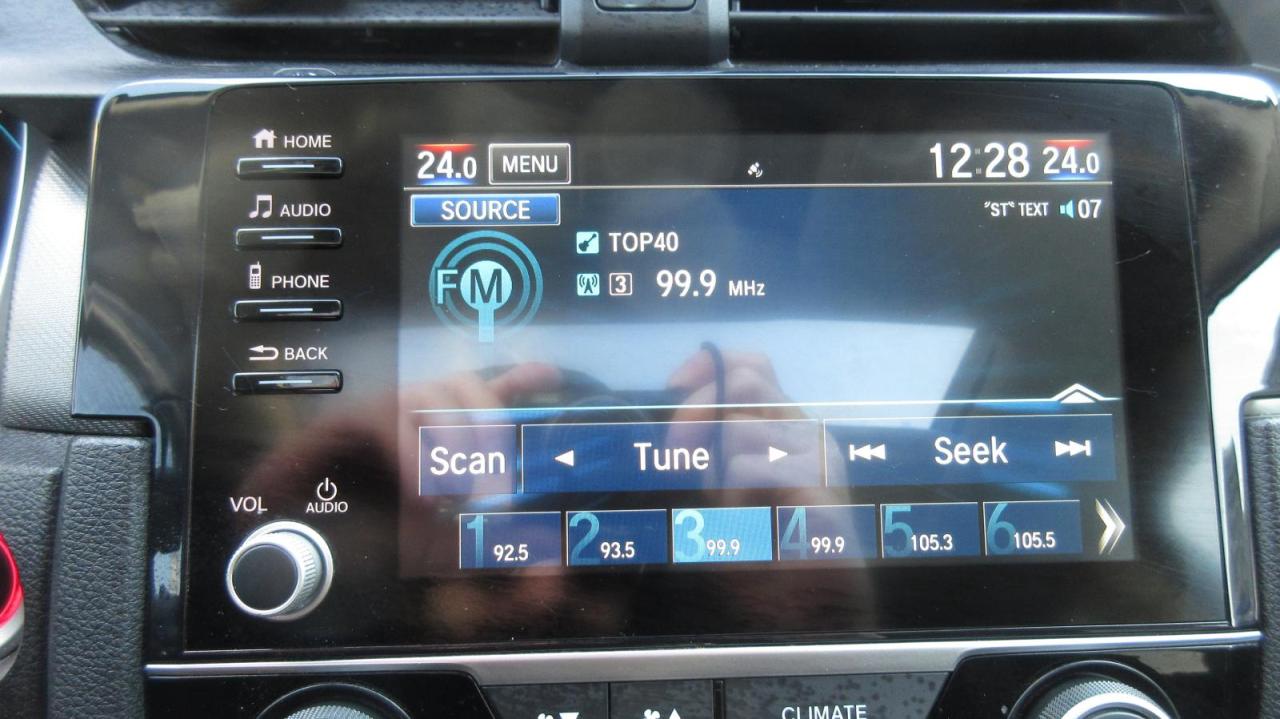 HOME
24.0 MENU 12:28 24.0
AUDIO
SOURCE "ST" TEXT 07
TOP40
PHONE
FM 3 99.9 MHz
BACK
Scan Tune Seek
VOL AUDIO
1 92.5 2 93.5 3 99.9 4 99.9 5 105.3 6 105.5
CLIMATE